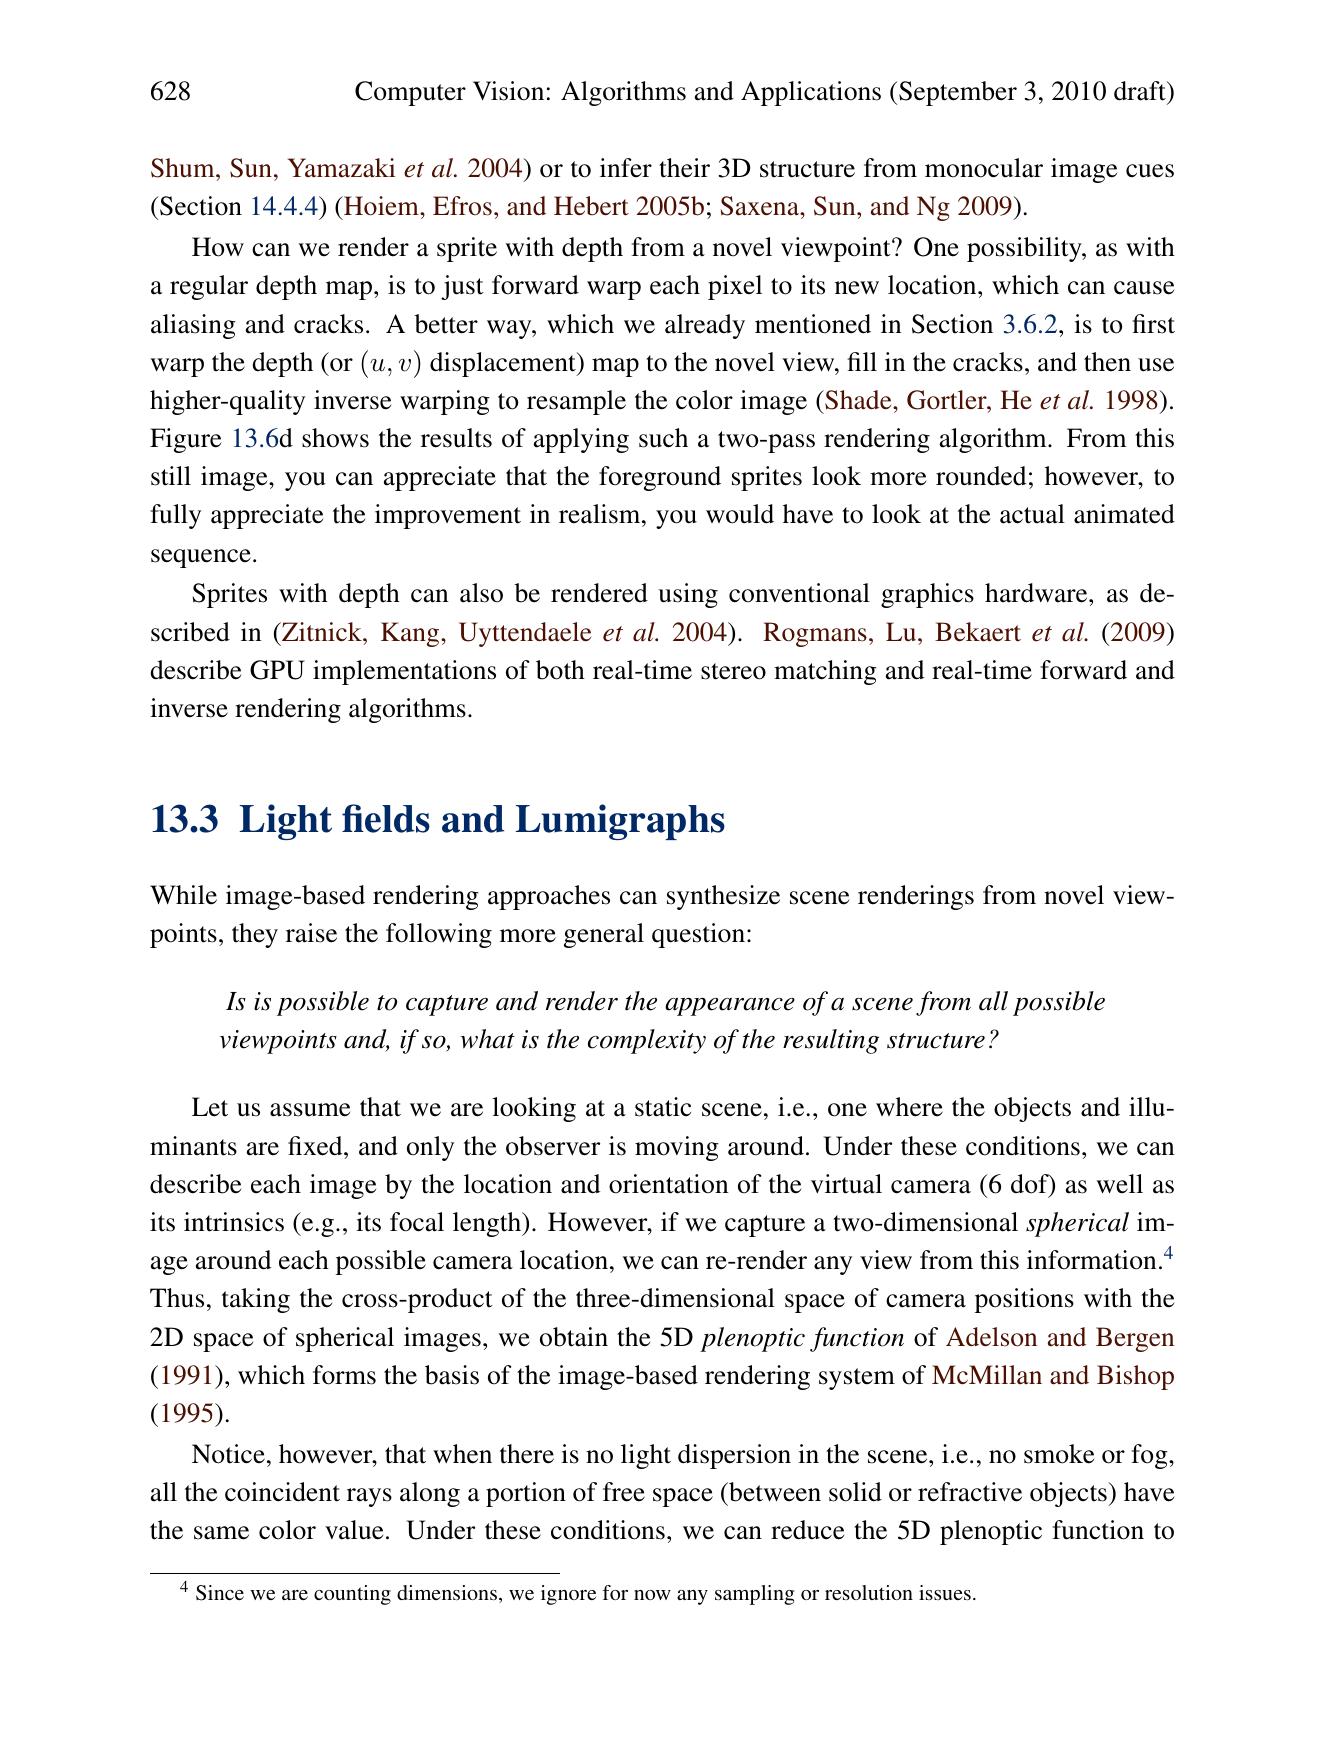 628 Computer Vision: Algorithms and Applications (September 3, 2010 draft)
Shum, Sun, Yamazaki et al. 2004) or to infer their 3D structure from monocular image cues
(Section 14.4.4) (Hoiem, Efros, and Hebert 2005b; Saxena, Sun, and Ng 2009).
How can we render a sprite with depth from a novel viewpoint? One possibility, as with
a regular depth map, is to just forward warp each pixel to its new location, which can cause
aliasing and cracks. A better way, which we already mentioned in Section 3.6.2, is to first
warp the depth (or (u, v) displacement) map to the novel view, fill in the cracks, and then use
higher-quality inverse warping to resample the color image (Shade, Gortler, He et al. 1998).
Figure 13.6d shows the results of applying such a two-pass rendering algorithm. From this
still image, you can appreciate that the foreground sprites look more rounded; however, to
fully appreciate the improvement in realism, you would have to look at the actual animated
sequence.
Sprites with depth can also be rendered using conventional graphics hardware, as de-
scribed in (Zitnick, Kang, Uyttendaele et al. 2004). Rogmans, Lu, Bekaert et al. (2009)
describe GPU implementations of both real-time stereo matching and real-time forward and
inverse rendering algorithms.
13.3 Light fields and Lumigraphs
While image-based rendering approaches can synthesize scene renderings from novel view-
points, they raise the following more general question:
Is is possible to capture and render the appearance of a scene from all possible
viewpoints and, if so, what is the complexity of the resulting structure?
Let us assume that we are looking at a static scene, i.e., one where the objects and illu-
minants are fixed, and only the observer is moving around. Under these conditions, we can
describe each image by the location and orientation of the virtual camera (6 dof) as well as
its intrinsics (e.g., its focal length). However, if we capture a two-dimensional spherical im-
age around each possible camera location, we can re-render any view from this information.4
Thus, taking the cross-product of the three-dimensional space of camera positions with the
2D space of spherical images, we obtain the 5D plenoptic function of Adelson and Bergen
(1991), which forms the basis of the image-based rendering system of McMillan and Bishop
(1995).
Notice, however, that when there is no light dispersion in the scene, i.e., no smoke or fog,
all the coincident rays along a portion of free space (between solid or refractive objects) have
the same color value. Under these conditions, we can reduce the 5D plenoptic function to
4 Since we are counting dimensions, we ignore for now any sampling or resolution issues.